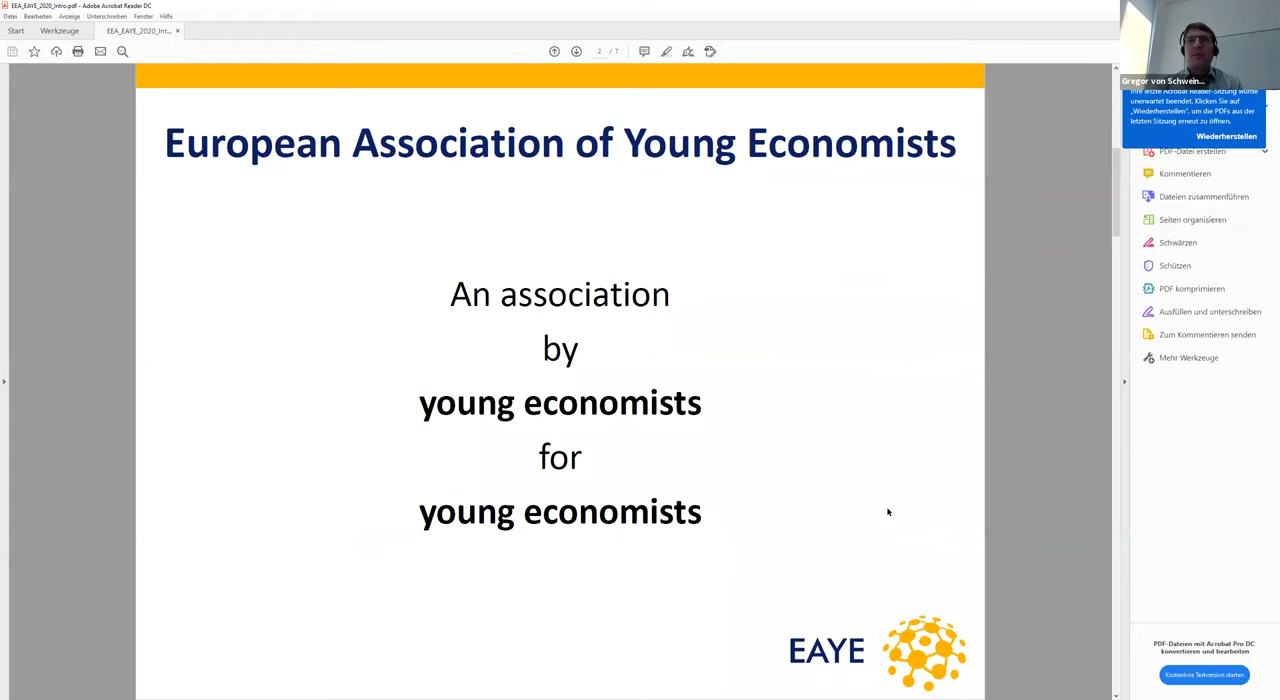 EEA_EAYE_2020_Intro.pdf - Adobe Acrobat Reader DC
Datei Bearbeiten Anzeige Unterschreiben Fenster Hilfe
Start Werkzeuge EEA_EAYE_2020_Int... ×
2 / 7
European Association of Young Economists
An association
by
young economists
for
young economists
EAYE
Gregor von Schwein...
Ihre letzte Acrobat Reader-Sitzung wurde
unerwartet beendet. Klicken Sie auf
„Wiederherstellen", um die PDFs aus der
letzten Sitzung erneut zu öffnen.
Wiederherstellen
PDF-Datei erstellen
Kommentieren
Dateien zusammenführen
Seiten organisieren
Schwärzen
Schützen
PDF komprimieren
Ausfüllen und unterschreiben
Zum Kommentieren senden
Mehr Werkzeuge
PDF-Dateien mit Acrobat Pro DC
konvertieren und bearbeiten
Kostenlose Testversion starten